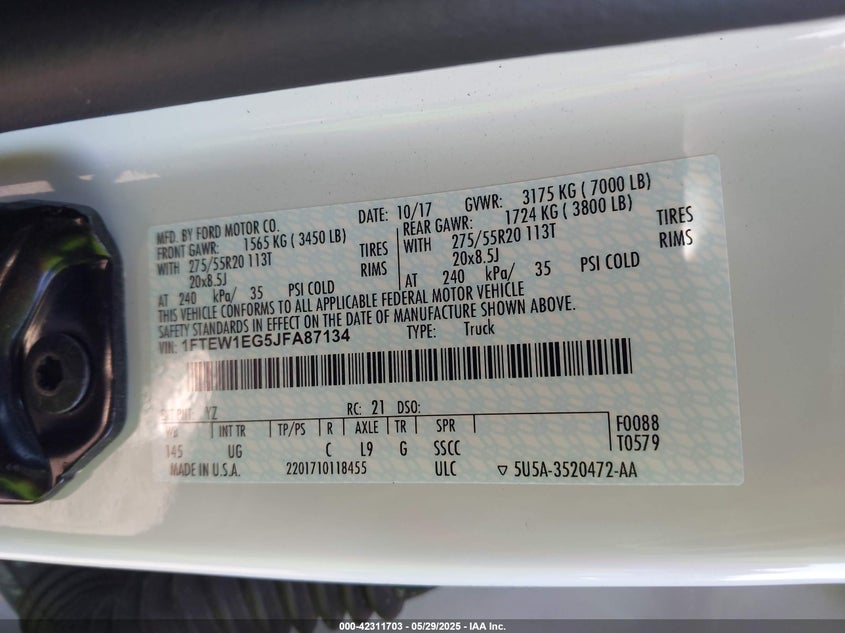 MFD. BY FORD MOTOR CO. DATE: 10/17 GVWR: 3175 KG ( 7000 LB)
FRONT GAWR: 1565 KG ( 3450 LB) REAR GAWR: 1724 KG ( 3800 LB)
WITH 275/55R20 113T TIRES WITH 275/55R20 113T TIRES
20x8.5J RIMS 20x8.5J RIMS
AT 240 kPa/ 35 PSI COLD AT 240 kPa/ 35 PSI COLD
THIS VEHICLE CONFORMS TO ALL APPLICABLE FEDERAL MOTOR VEHICLE
SAFETY STANDARDS IN EFFECT ON THE DATE OF MANUFACTURE SHOWN ABOVE.
VIN: 1FTEW1EG5JFA87134 TYPE: Truck
EXT PNT: YZ RC: 21 DSO:
WB INT TR TP/PS R AXLE TR SPR F0088
145 UG C L9 G SSCC T0579
MADE IN U.S.A. 2201710118455 ULC ▽ 5U5A-3520472-AA
000-42311703 — 05/29/2025 — IAA Inc.